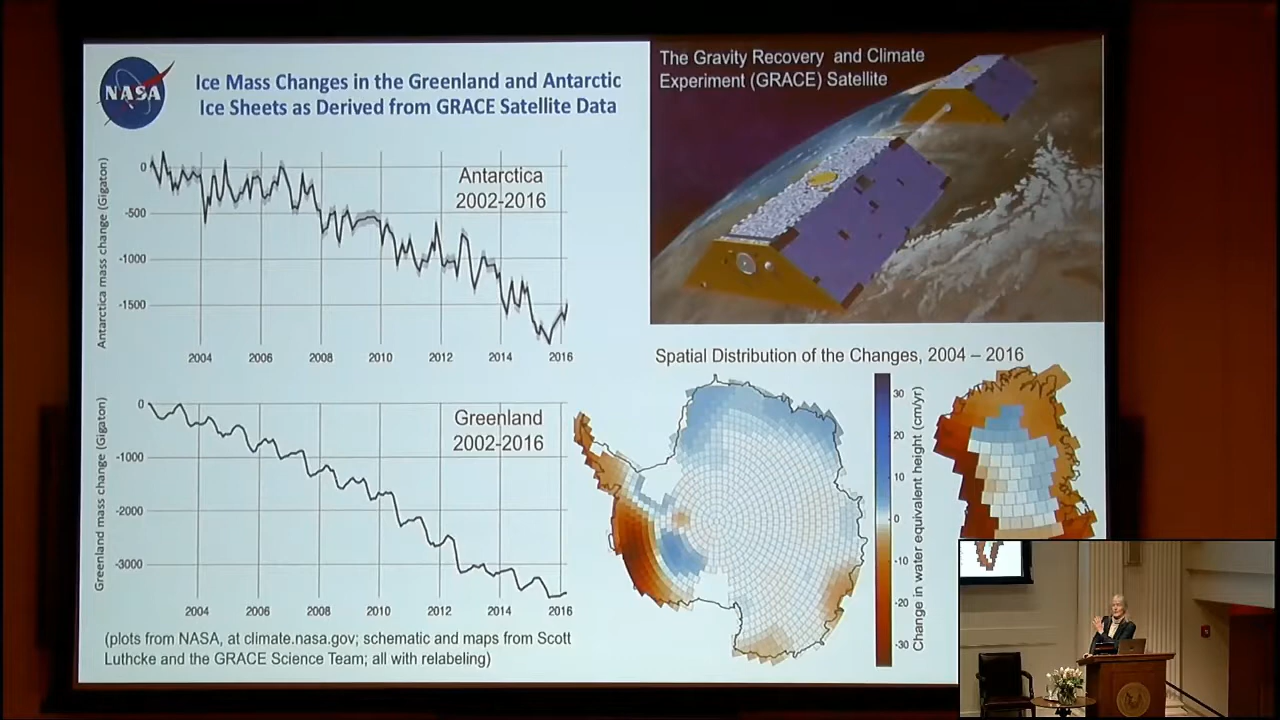 NASA
Ice Mass Changes in the Greenland and Antarctic
Ice Sheets as Derived from GRACE Satellite Data
The Gravity Recovery and Climate
Experiment (GRACE) Satellite
Antarctica mass change (Gigaton)
0
-500
-1000
-1500
Antarctica
2002-2016
2004
2006
2008
2010
2012
2014
2016
Greenland mass change (Gigaton)
0
-1000
-2000
-3000
Greenland
2002-2016
2004
2006
2008
2010
2012
2014
2016
(plots from NASA, at climate.nasa.gov; schematic and maps from Scott
Luthcke and the GRACE Science Team; all with relabeling)
Spatial Distribution of the Changes, 2004 – 2016
30
20
10
0
-10
-20
-30
Change in water equivalent height (cm/yr)